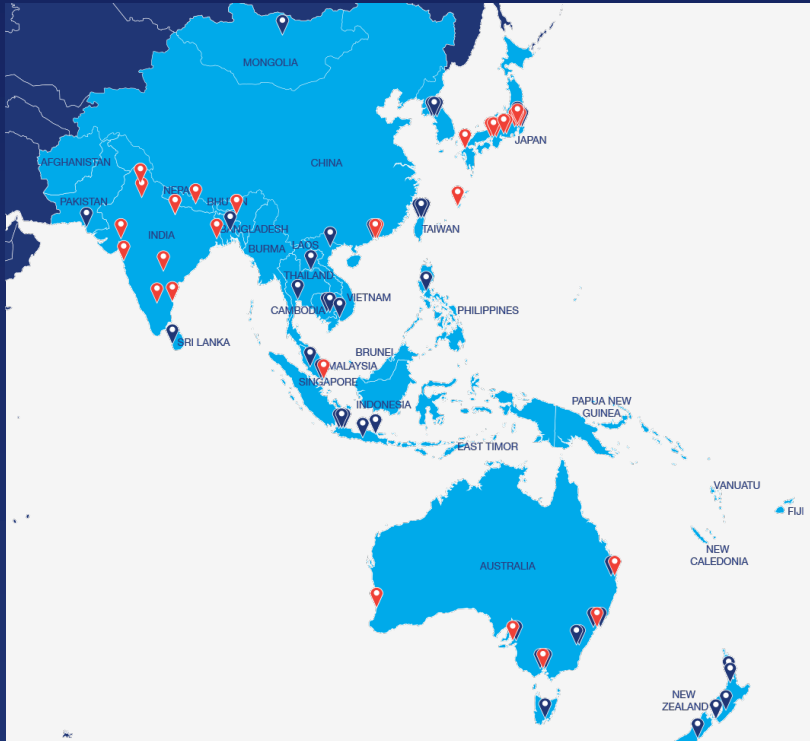 MONGOLIA
JAPAN
CHINA
AFGHANISTAN
NEPAL
PAKISTAN
BHUTAN
TAIWAN
BANGLADESH
INDIA
LAOS
BURMA
THAILAND
VIETNAM
CAMBODIA
PHILIPPINES
SRI LANKA
BRUNEI
MALAYSIA
SINGAPORE
INDONESIA
PAPUA NEW
GUINEA
EAST TIMOR
VANUATU
FIJI
NEW
CALEDONIA
AUSTRALIA
NEW
ZEALAND